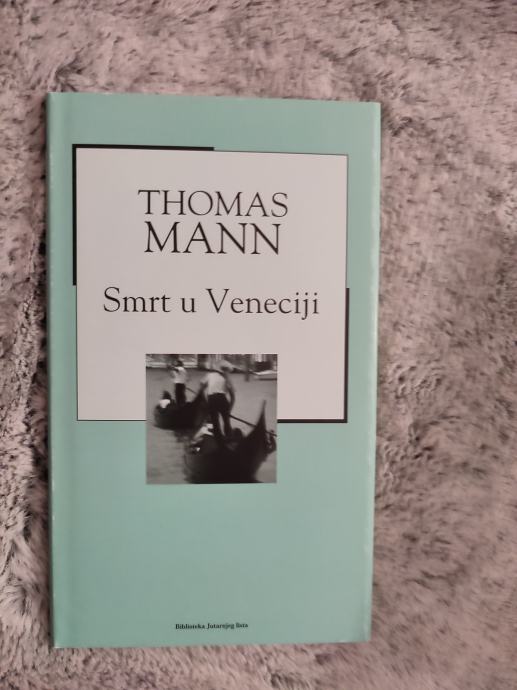 THOMAS
MANN
Smrt u Veneciji
Biblioteka Jutarnjeg lista